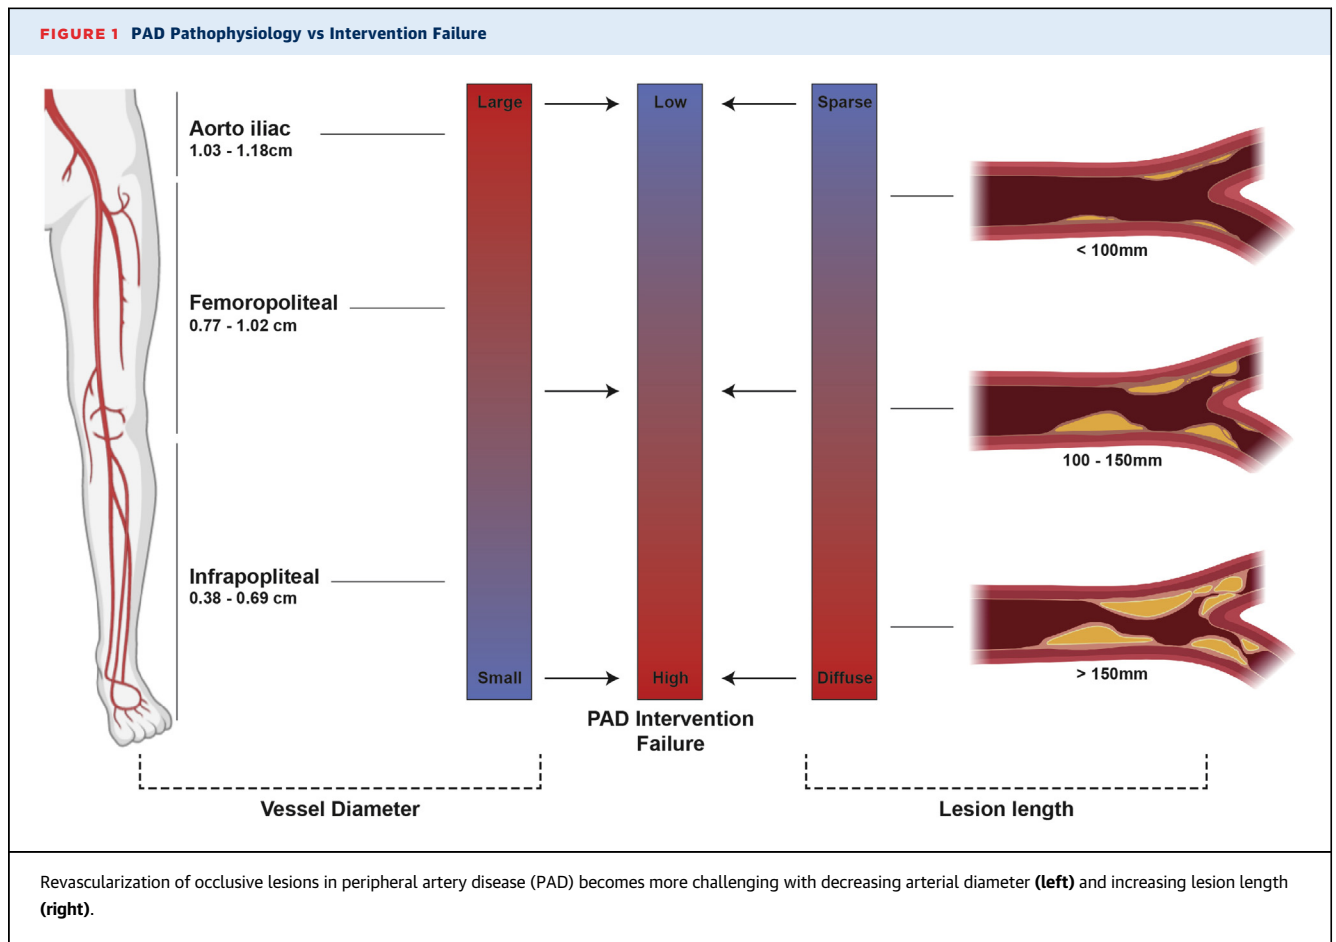 FIGURE 1 PAD Pathophysiology vs Intervention Failure
Aorto iliac
1.03 - 1.18cm
Femoropoliteal
0.77 - 1.02 cm
Infrapopliteal
0.38 - 0.69 cm
Vessel Diameter
Large
Small
Low
High
PAD Intervention
Failure
Sparse
Diffuse
< 100mm
100 - 150mm
> 150mm
Lesion length
Revascularization of occlusive lesions in peripheral artery disease (PAD) becomes more challenging with decreasing arterial diameter (left) and increasing lesion length
(right).